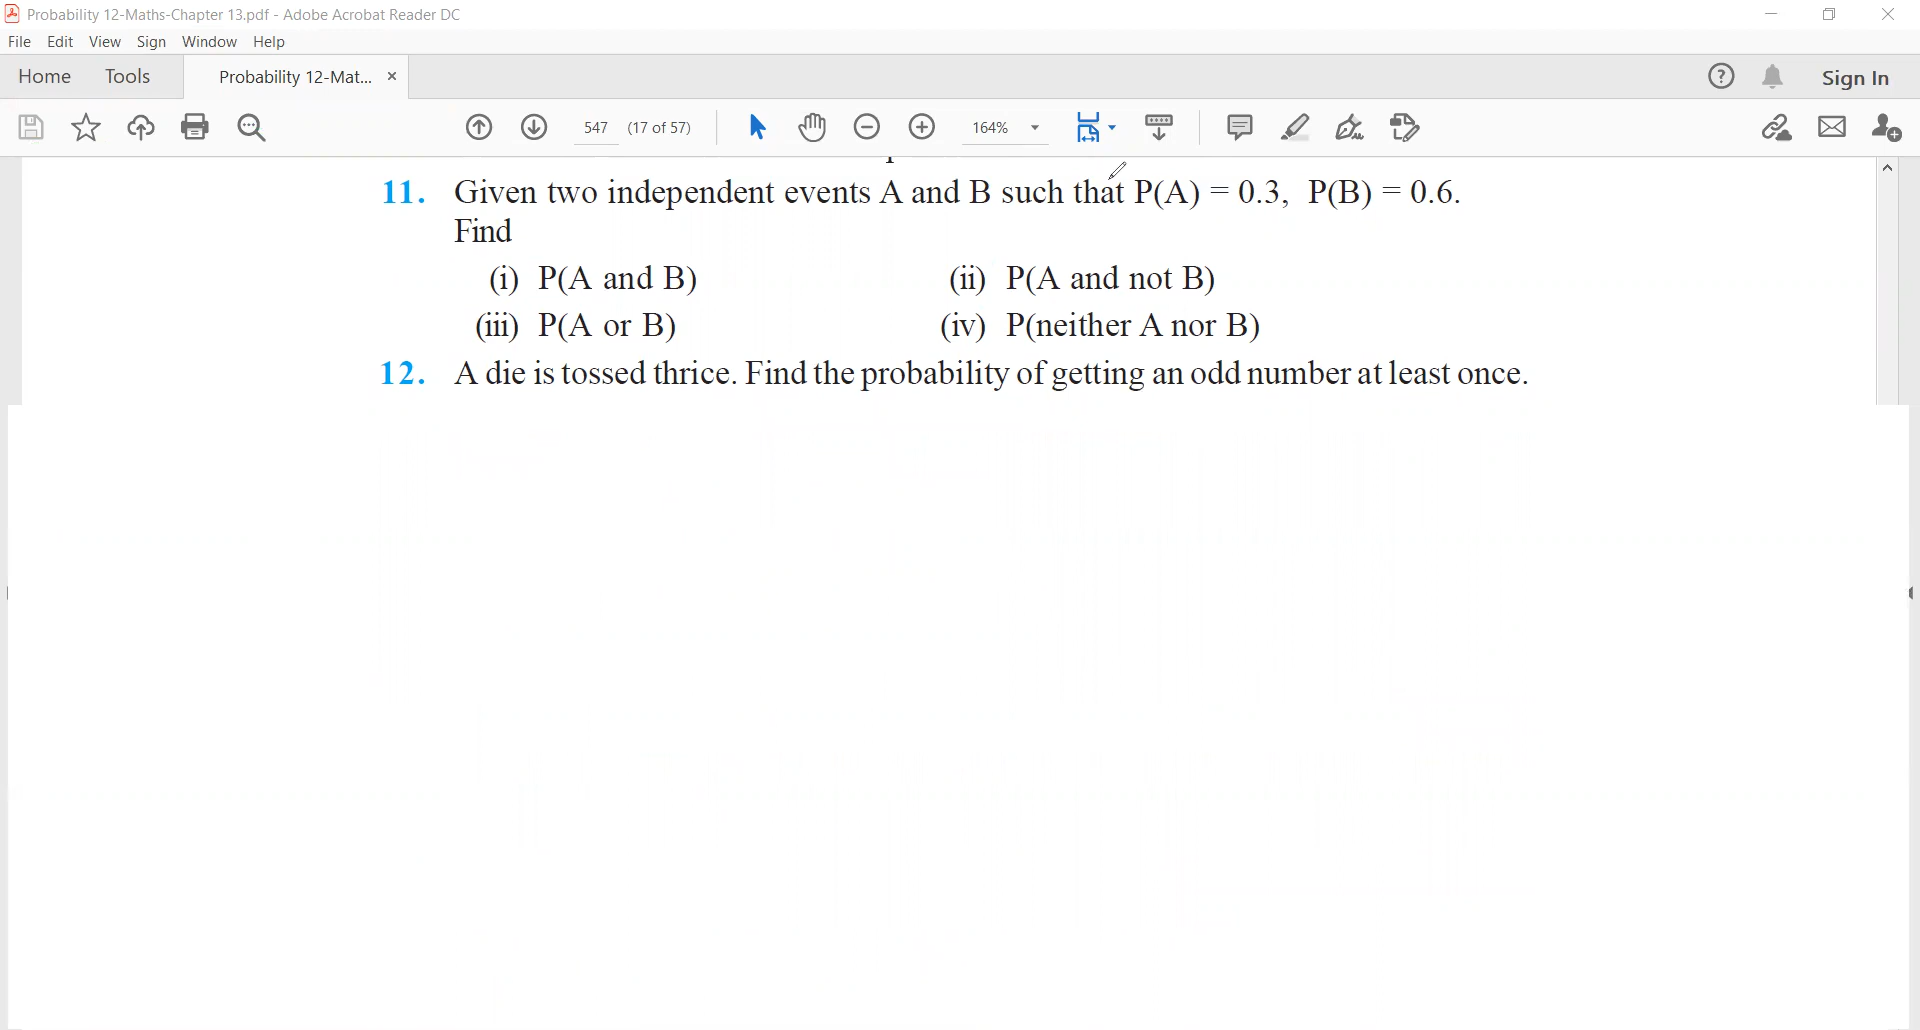 Probability 12-Maths-Chapter 13.pdf - Adobe Acrobat Reader DC
File Edit View Sign Window Help
Home Tools Probability 12-Mat... × Sign In
547 (17 of 57) 164%
11. Given two independent events A and B such that P(A) = 0.3, P(B) = 0.6.
Find
(i) P(A and B) (ii) P(A and not B)
(iii) P(A or B) (iv) P(neither A nor B)
12. A die is tossed thrice. Find the probability of getting an odd number at least once.